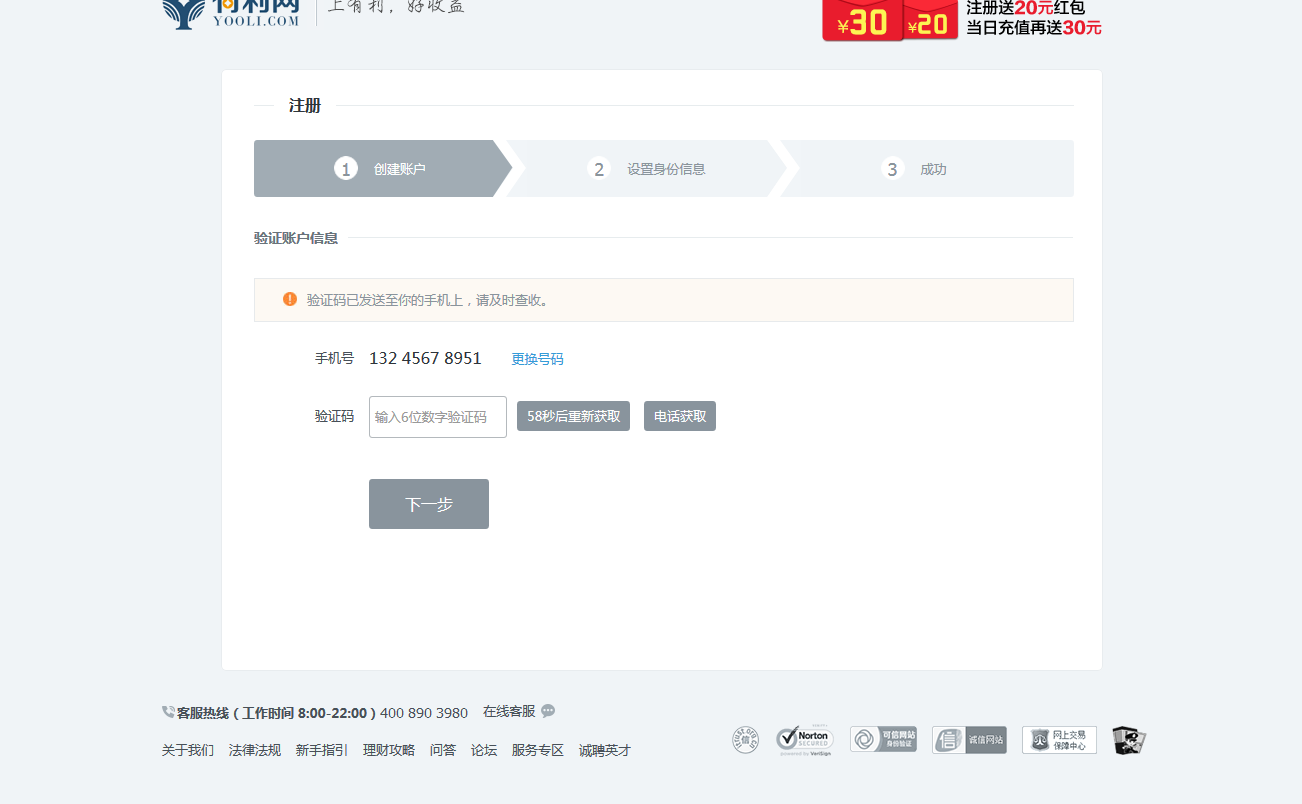 有利网
YOOLI.COM
上有利，好收益
¥30
¥20
注册送20元红包
当日充值再送30元
注册
1 创建账户
2 设置身份信息
3 成功
验证账户信息
验证码已发送至你的手机上，请及时查收。
手机号 132 4567 8951 更换号码
验证码 输入6位数字验证码 58秒后重新获取 电话获取
下一步
客服热线 ( 工作时间 8:00-22:00 ) 400 890 3980 在线客服
关于我们 法律法规 新手指引 理财攻略 问答 论坛 服务专区 诚聘英才
信
Norton
SECURED
powered by VeriSign
可信网站
身份验证
信 诚信网站
网上交易
保障中心